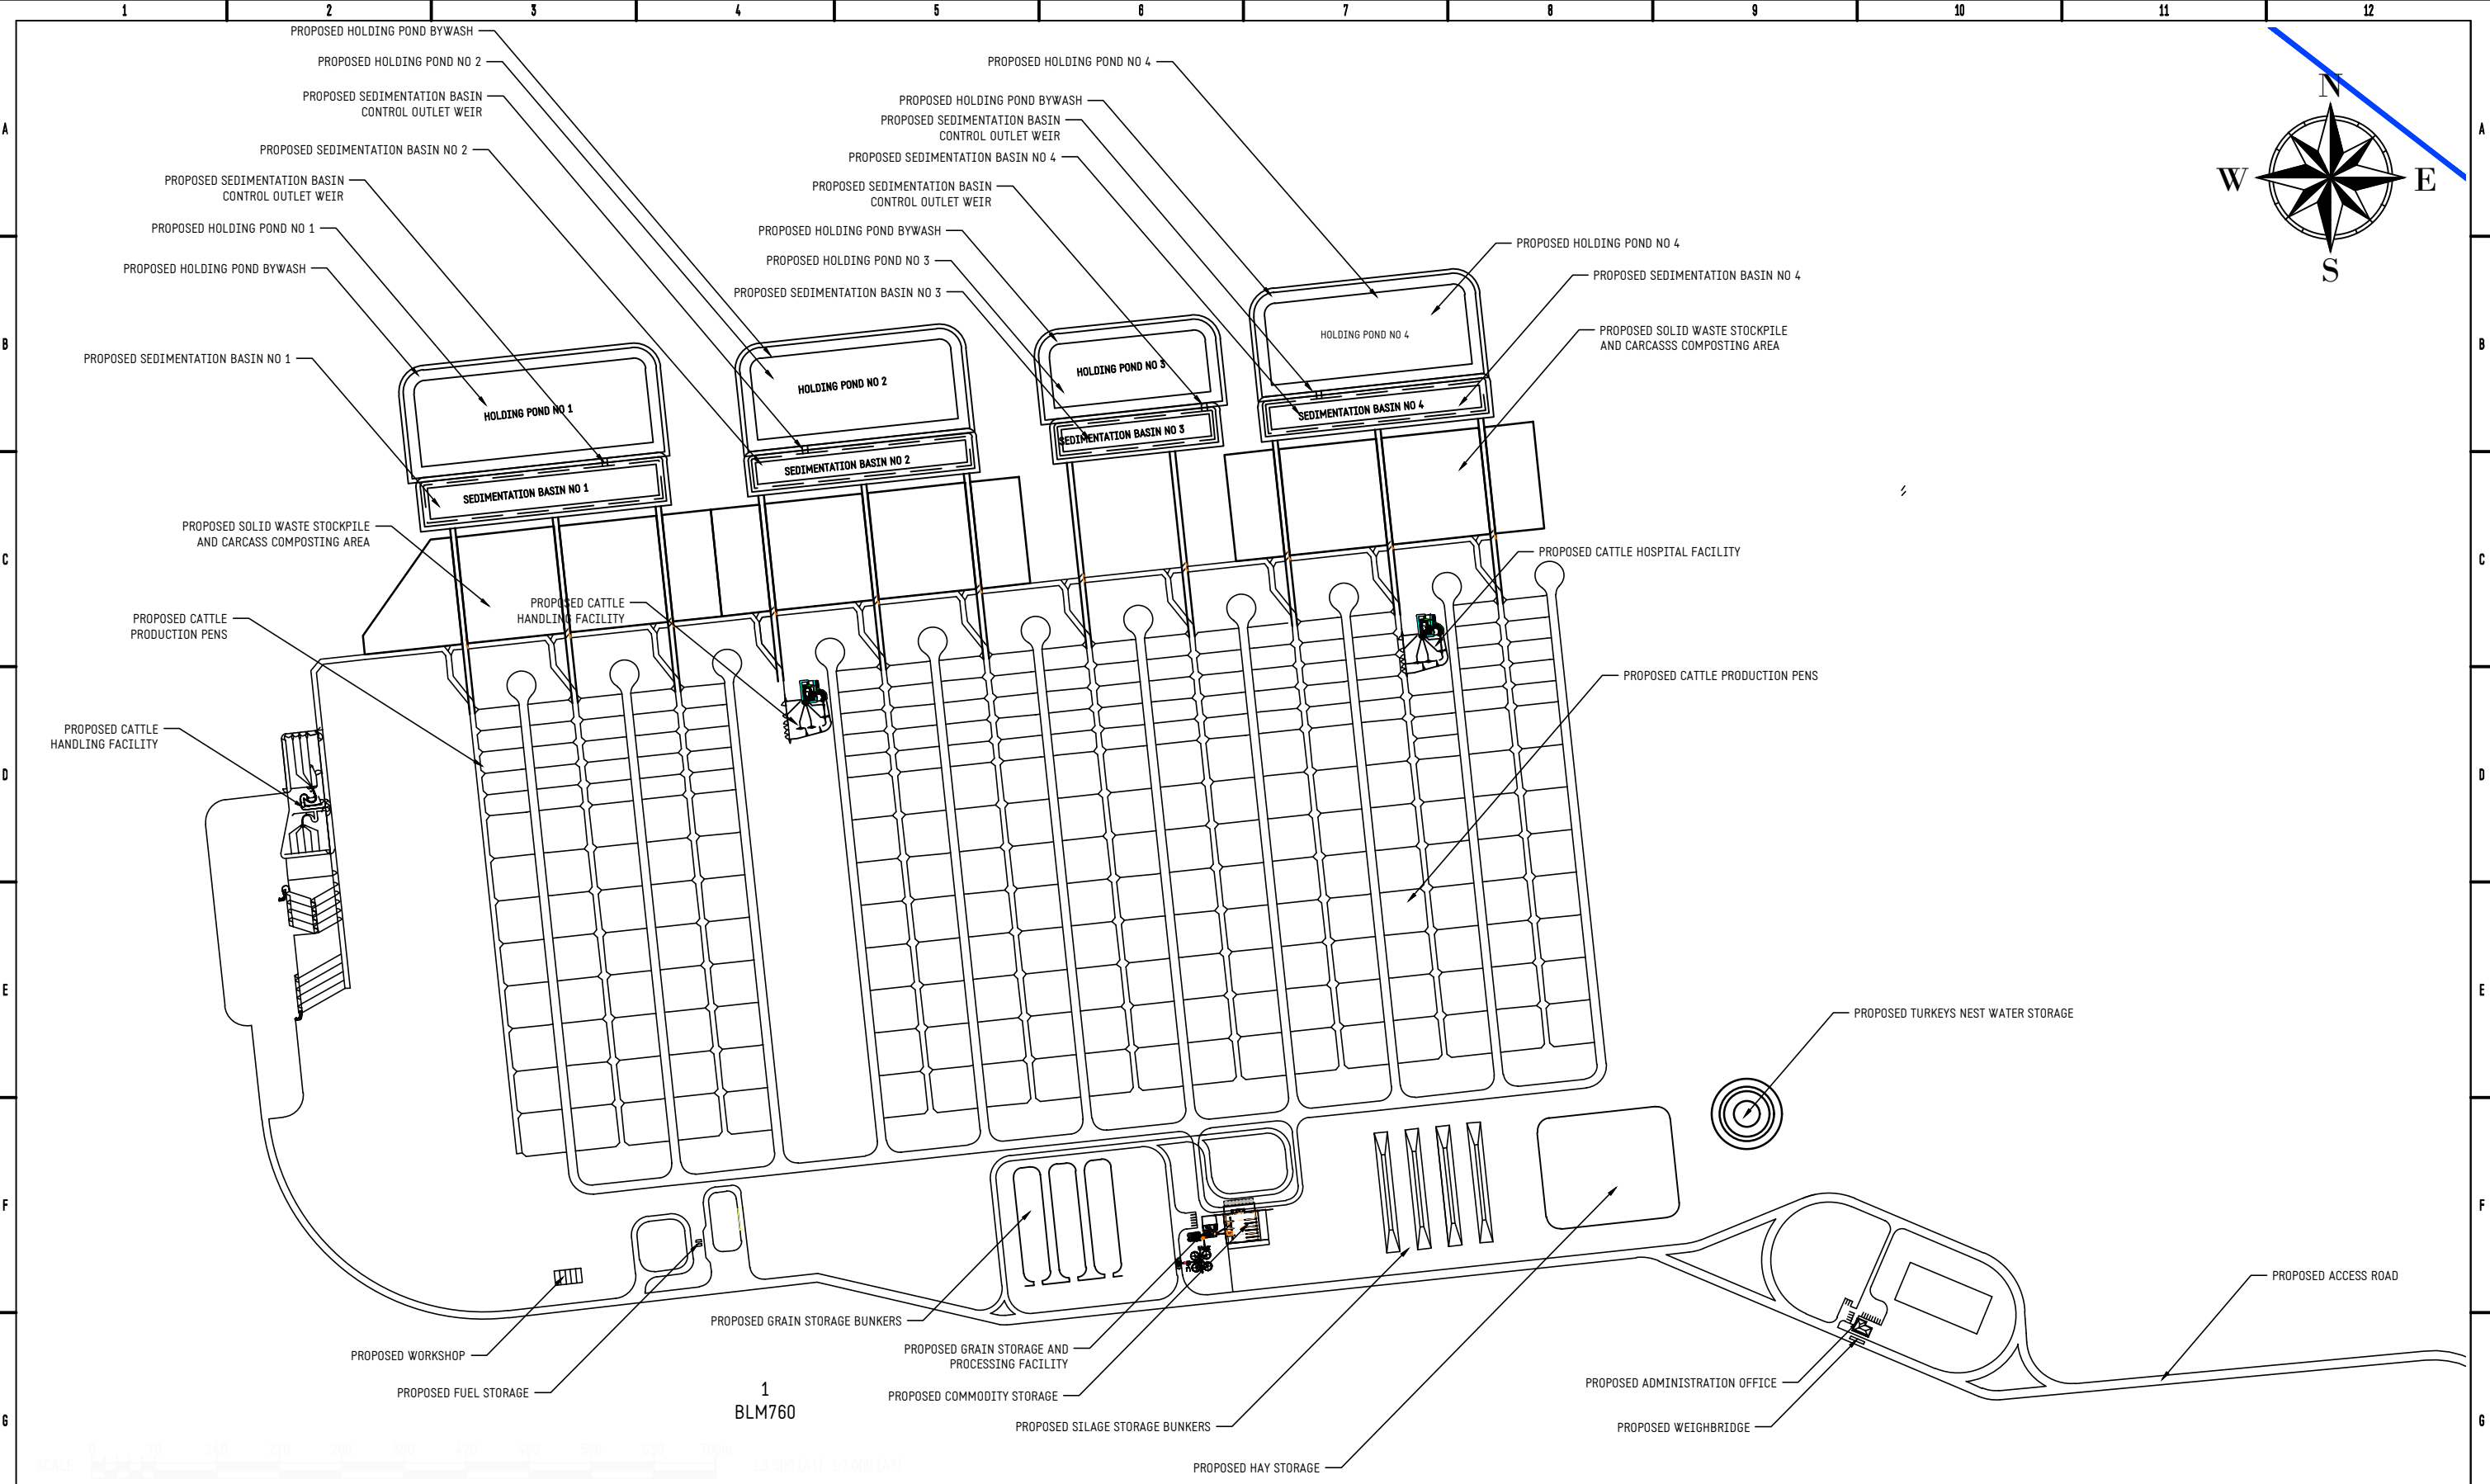 1 2 3 4 5 6 7 8 9 10 11 12
PROPOSED HOLDING POND BYWASH
PROPOSED HOLDING POND NO 2
PROPOSED SEDIMENTATION BASIN
CONTROL OUTLET WEIR
PROPOSED SEDIMENTATION BASIN NO 2
PROPOSED SEDIMENTATION BASIN
CONTROL OUTLET WEIR
PROPOSED HOLDING POND NO 1
PROPOSED HOLDING POND BYWASH
PROPOSED SEDIMENTATION BASIN NO 1
PROPOSED HOLDING POND NO 4
PROPOSED HOLDING POND BYWASH
PROPOSED SEDIMENTATION BASIN
CONTROL OUTLET WEIR
PROPOSED SEDIMENTATION BASIN NO 4
PROPOSED SEDIMENTATION BASIN
CONTROL OUTLET WEIR
PROPOSED HOLDING POND BYWASH
PROPOSED HOLDING POND NO 3
PROPOSED SEDIMENTATION BASIN NO 3
PROPOSED HOLDING POND NO 4
PROPOSED SEDIMENTATION BASIN NO 4
PROPOSED SOLID WASTE STOCKPILE
AND CARCASSS COMPOSTING AREA
N
W E
S
A A
B B
C C
D D
E E
F F
G G
HOLDING POND NO 1
HOLDING POND NO 2
HOLDING POND NO 3
HOLDING POND NO 4
SEDIMENTATION BASIN NO 1
SEDIMENTATION BASIN NO 2
SEDIMENTATION BASIN NO 3
SEDIMENTATION BASIN NO 4
PROPOSED SOLID WASTE STOCKPILE
AND CARCASS COMPOSTING AREA
PROPOSED CATTLE
HANDLING FACILITY
PROPOSED CATTLE HOSPITAL FACILITY
PROPOSED CATTLE
PRODUCTION PENS
PROPOSED CATTLE PRODUCTION PENS
PROPOSED CATTLE
HANDLING FACILITY
PROPOSED TURKEYS NEST WATER STORAGE
PROPOSED ACCESS ROAD
PROPOSED GRAIN STORAGE BUNKERS
PROPOSED GRAIN STORAGE AND
PROCESSING FACILITY
PROPOSED WORKSHOP
PROPOSED FUEL STORAGE
PROPOSED COMMODITY STORAGE
PROPOSED ADMINISTRATION OFFICE
PROPOSED SILAGE STORAGE BUNKERS
PROPOSED WEIGHBRIDGE
PROPOSED HAY STORAGE
1
BLM760